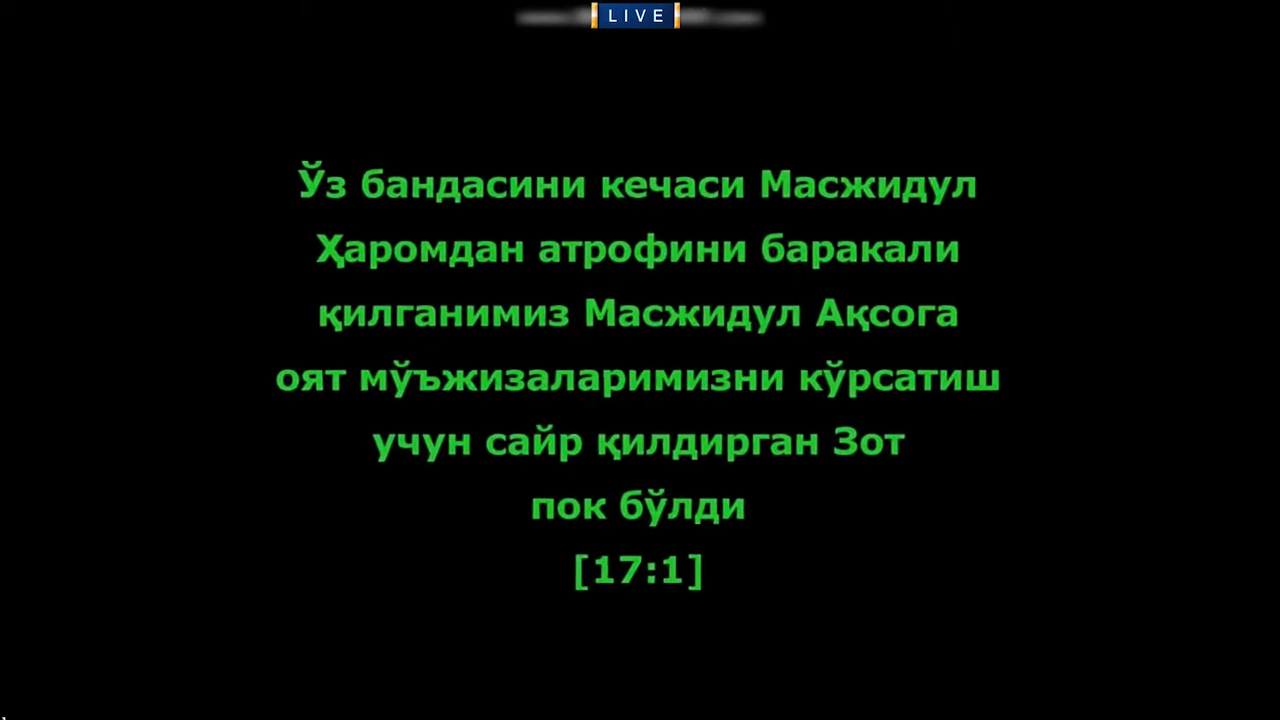 LIVE
Ўз бандасини кечаси Масжидул
Ҳаромдан атрофини баракали
қилганимиз Масжидул Ақсога
оят мўъжизаларимизни кўрсатиш
учун сайр қилдирган Зот
пок бўлди
[17:1]